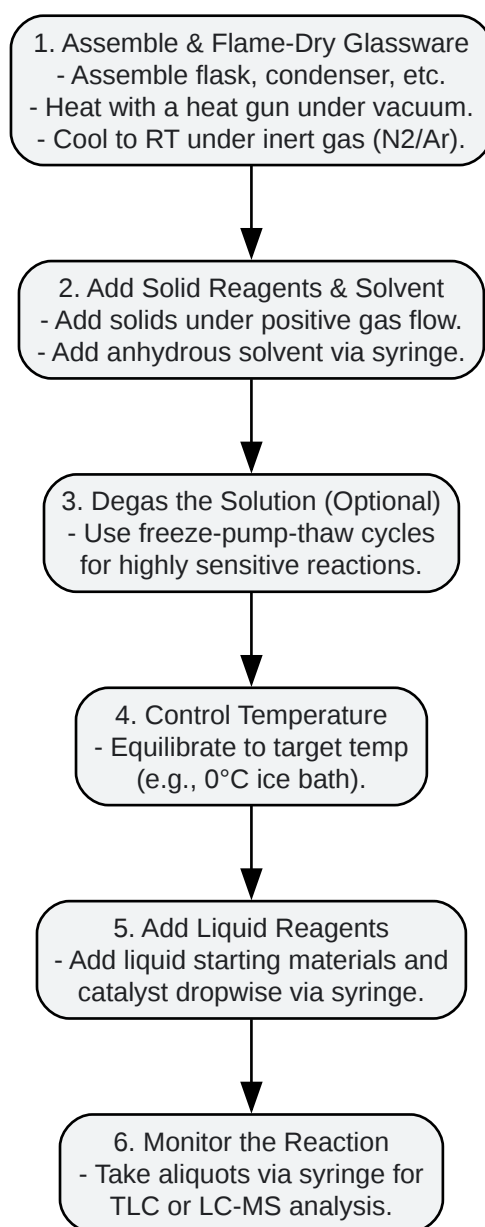 1. Assemble & Flame-Dry Glassware
- Assemble flask, condenser, etc.
- Heat with a heat gun under vacuum.
- Cool to RT under inert gas (N2/Ar).
2. Add Solid Reagents & Solvent
- Add solids under positive gas flow.
- Add anhydrous solvent via syringe.
3. Degas the Solution (Optional)
- Use freeze-pump-thaw cycles
for highly sensitive reactions.
4. Control Temperature
- Equilibrate to target temp
(e.g., 0°C ice bath).
5. Add Liquid Reagents
- Add liquid starting materials and
catalyst dropwise via syringe.
6. Monitor the Reaction
- Take aliquots via syringe for
TLC or LC-MS analysis.